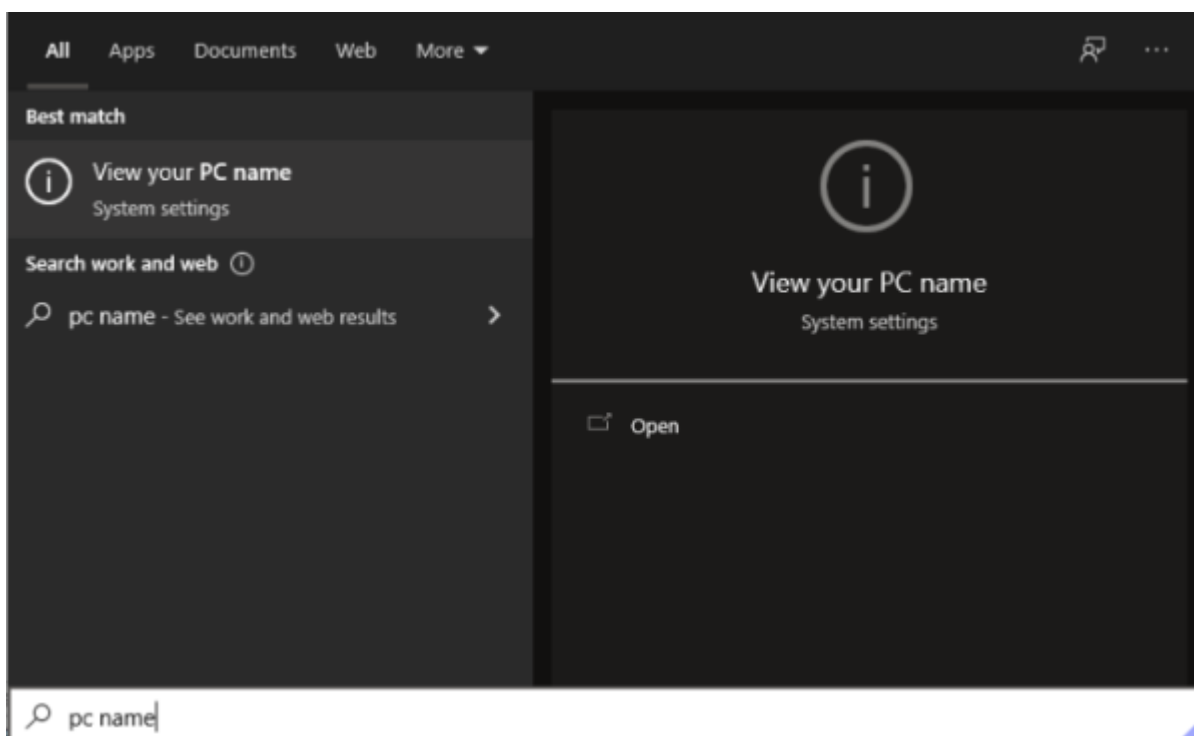 All Apps Documents Web More
Best match
View your PC name
System settings
Search work and web
pc name - See work and web results
View your PC name
System settings
Open
pc name